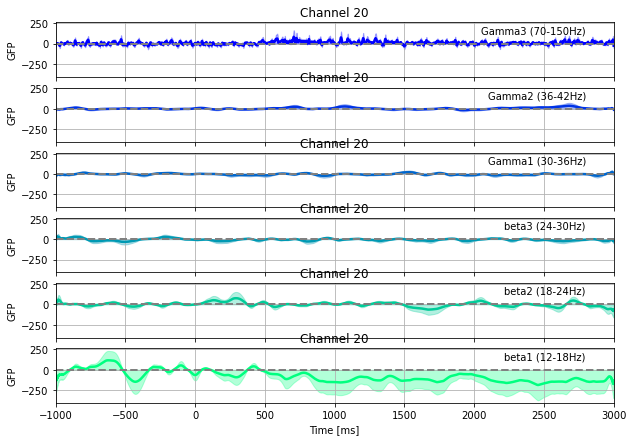 Channel 20
250
0
−250
GFP
Gamma3 (70-150Hz)
Channel 20
250
0
−250
GFP
Gamma2 (36-42Hz)
Channel 20
250
0
−250
GFP
Gamma1 (30-36Hz)
Channel 20
250
0
−250
GFP
beta3 (24-30Hz)
Channel 20
250
0
−250
GFP
beta2 (18-24Hz)
Channel 20
250
0
−250
GFP
beta1 (12-18Hz)
−1000 −500 0 500 1000 1500 2000 2500 3000
Time [ms]